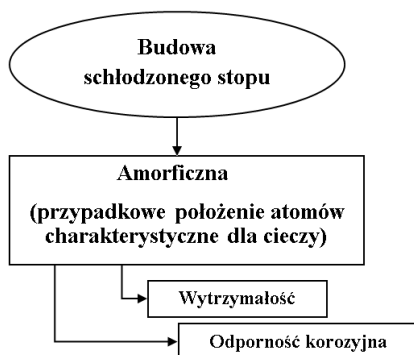 Budowa
schłodzonego stopu
Amorficzna
(przypadkowe położenie atomów
charakterystyczne dla cieczy)
Wytrzymałość
Odporność korozyjna